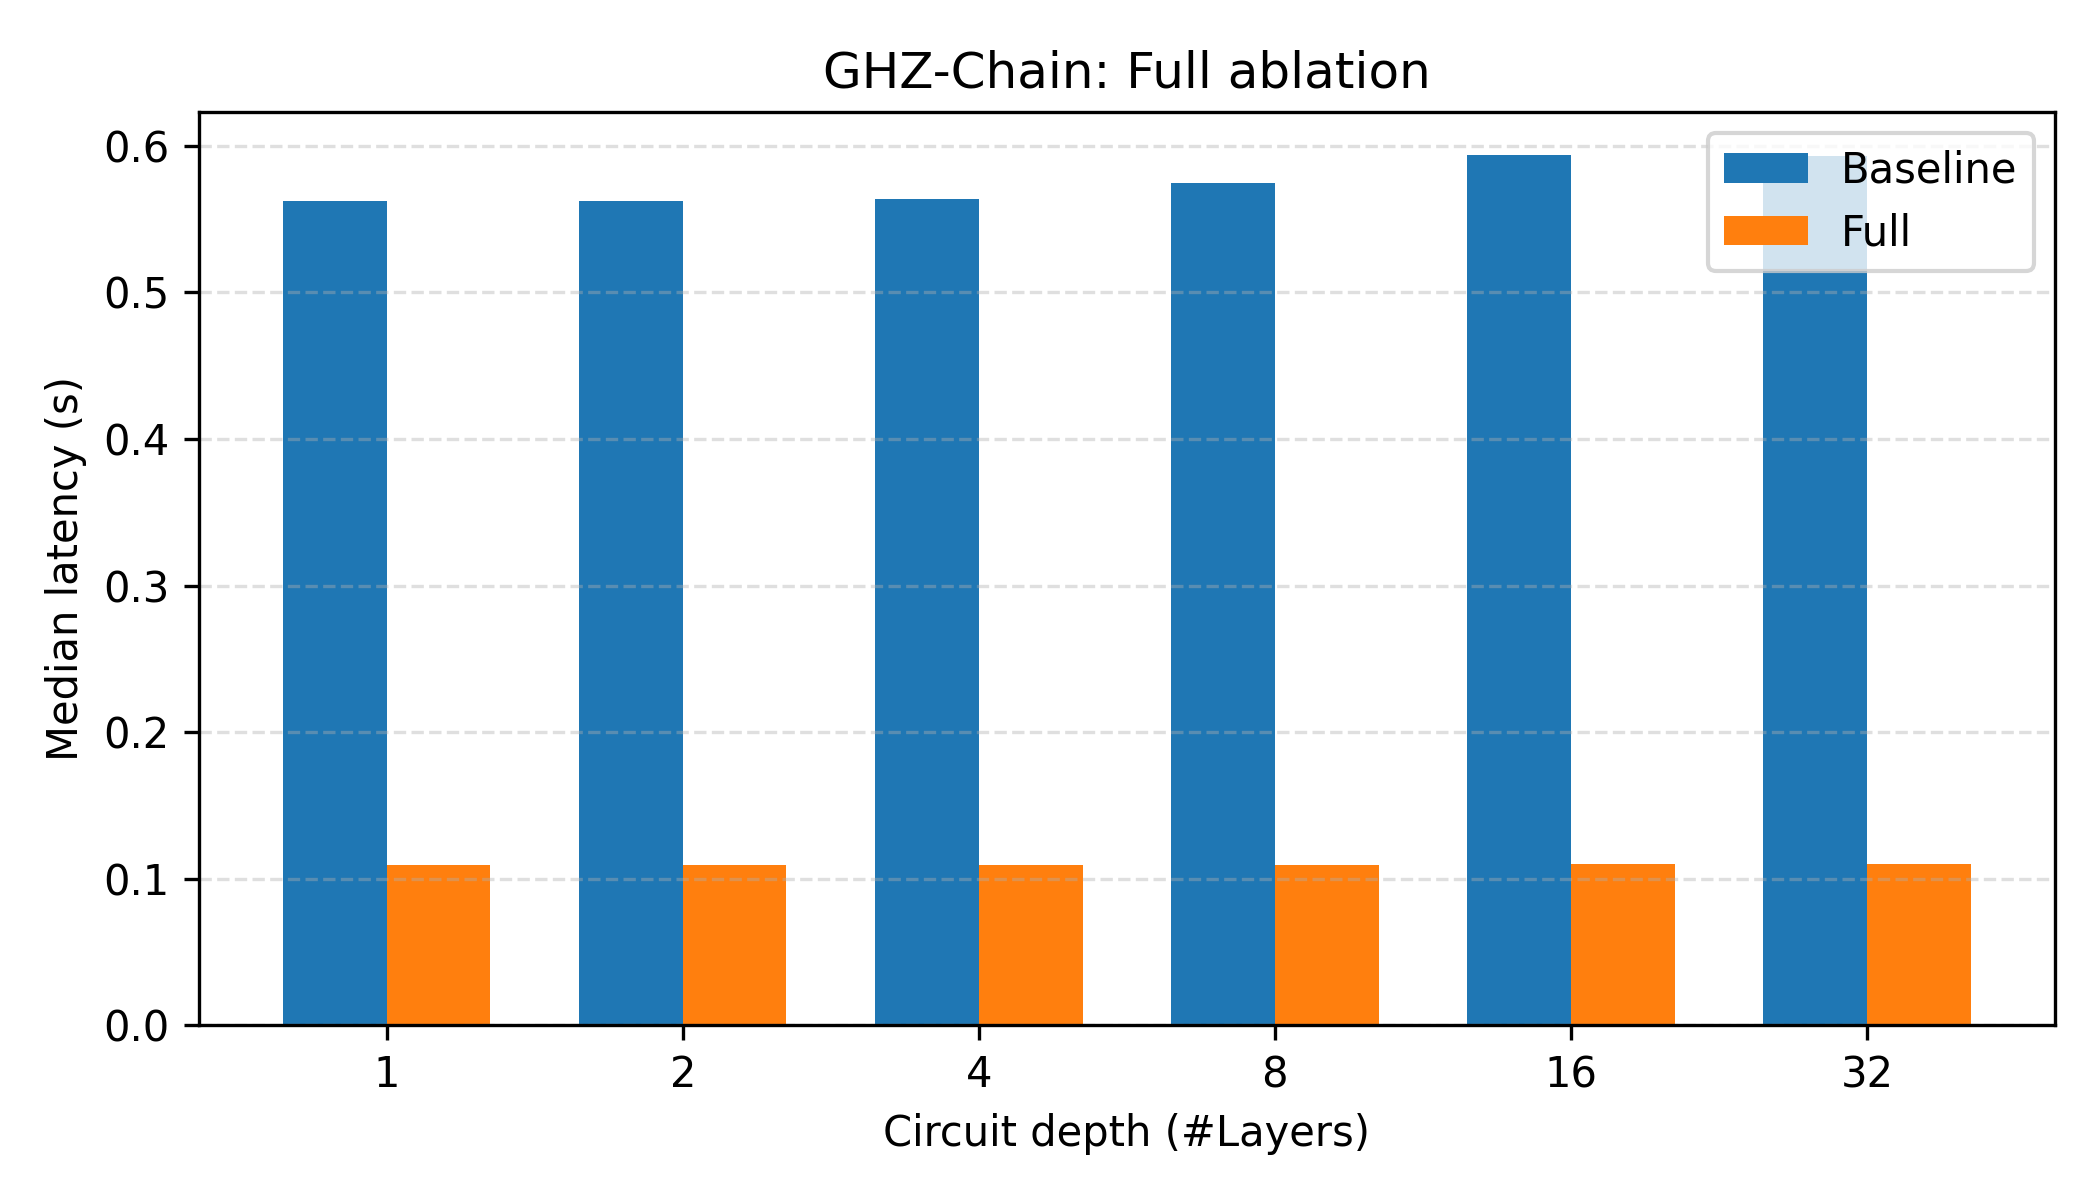 GHZ-Chain: Full ablation
0.6
0.5
0.4
0.3
0.2
0.1
0.0
Median latency (s)
Baseline
Full
1 2 4 8 16 32
Circuit depth (#Layers)